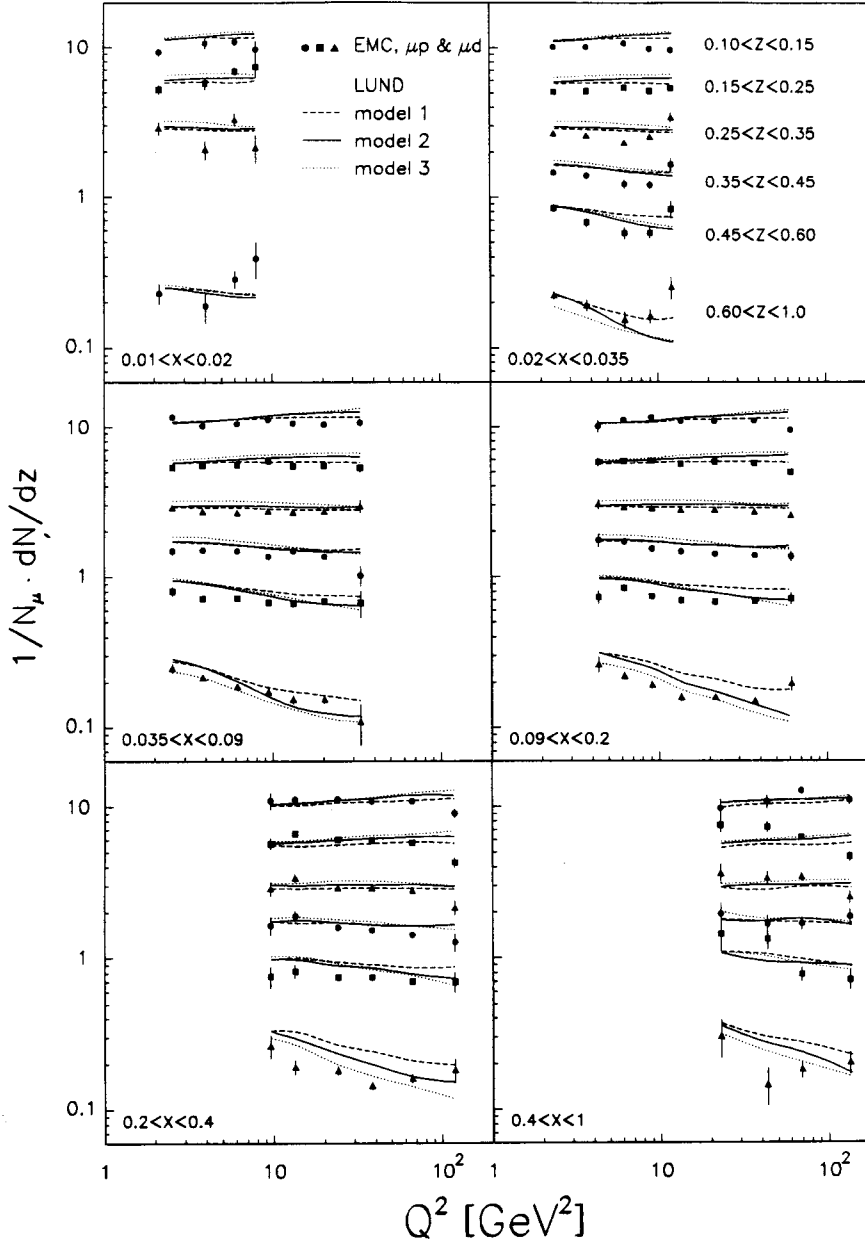 10
1
0.1
EMC, μp & μd
LUND
model 1
model 2
model 3
0.01<X<0.02
0.10<Z<0.15
0.15<Z<0.25
0.25<Z<0.35
0.35<Z<0.45
0.45<Z<0.60
0.60<Z<1.0
0.02<X<0.035
1/Nμ · dN/dz
10
1
0.1
0.035<X<0.09
0.09<X<0.2
10
1
0.1
0.2<X<0.4
0.4<X<1
1 10 10² 1 10 10²
Q² [GeV²]